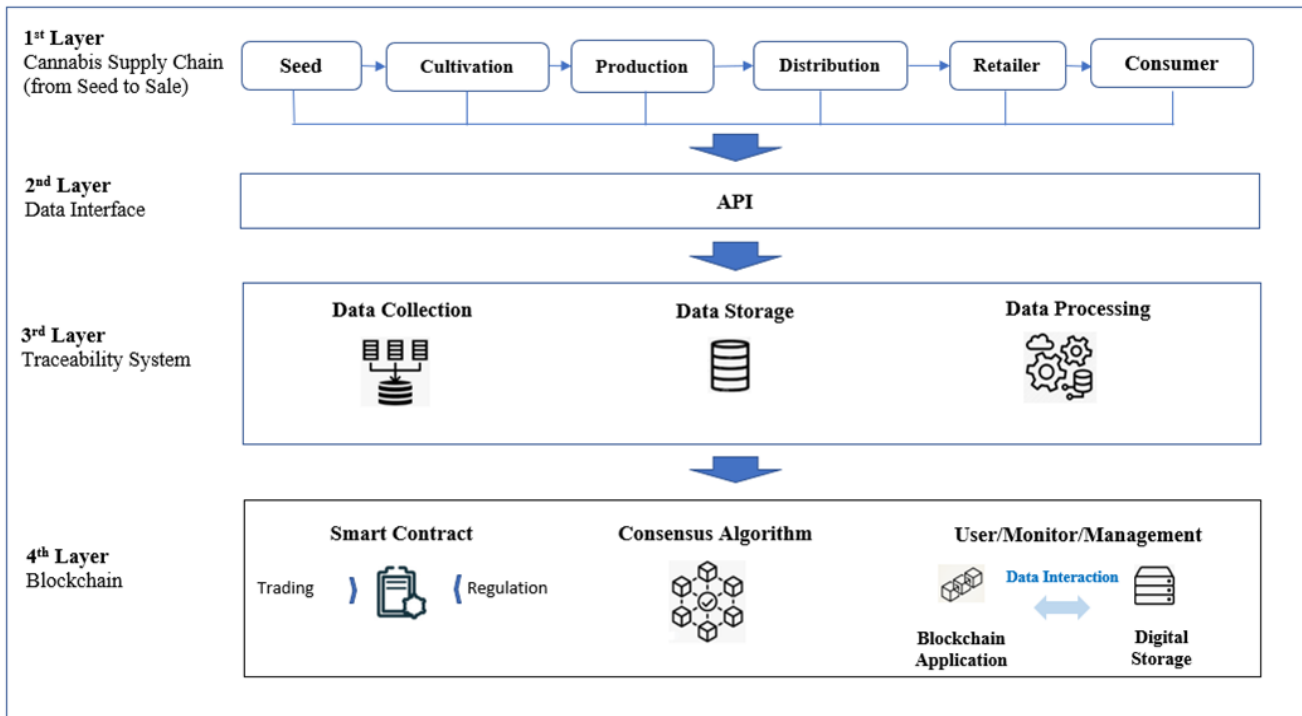 1st Layer
Cannabis Supply Chain
(from Seed to Sale)
Seed
Cultivation
Production
Distribution
Retailer
Consumer
2nd Layer
Data Interface
API
3rd Layer
Traceability System
Data Collection
Data Storage
Data Processing
4th Layer
Blockchain
Smart Contract
Trading
Regulation
Consensus Algorithm
User/Monitor/Management
Data Interaction
Blockchain
Application
Digital
Storage